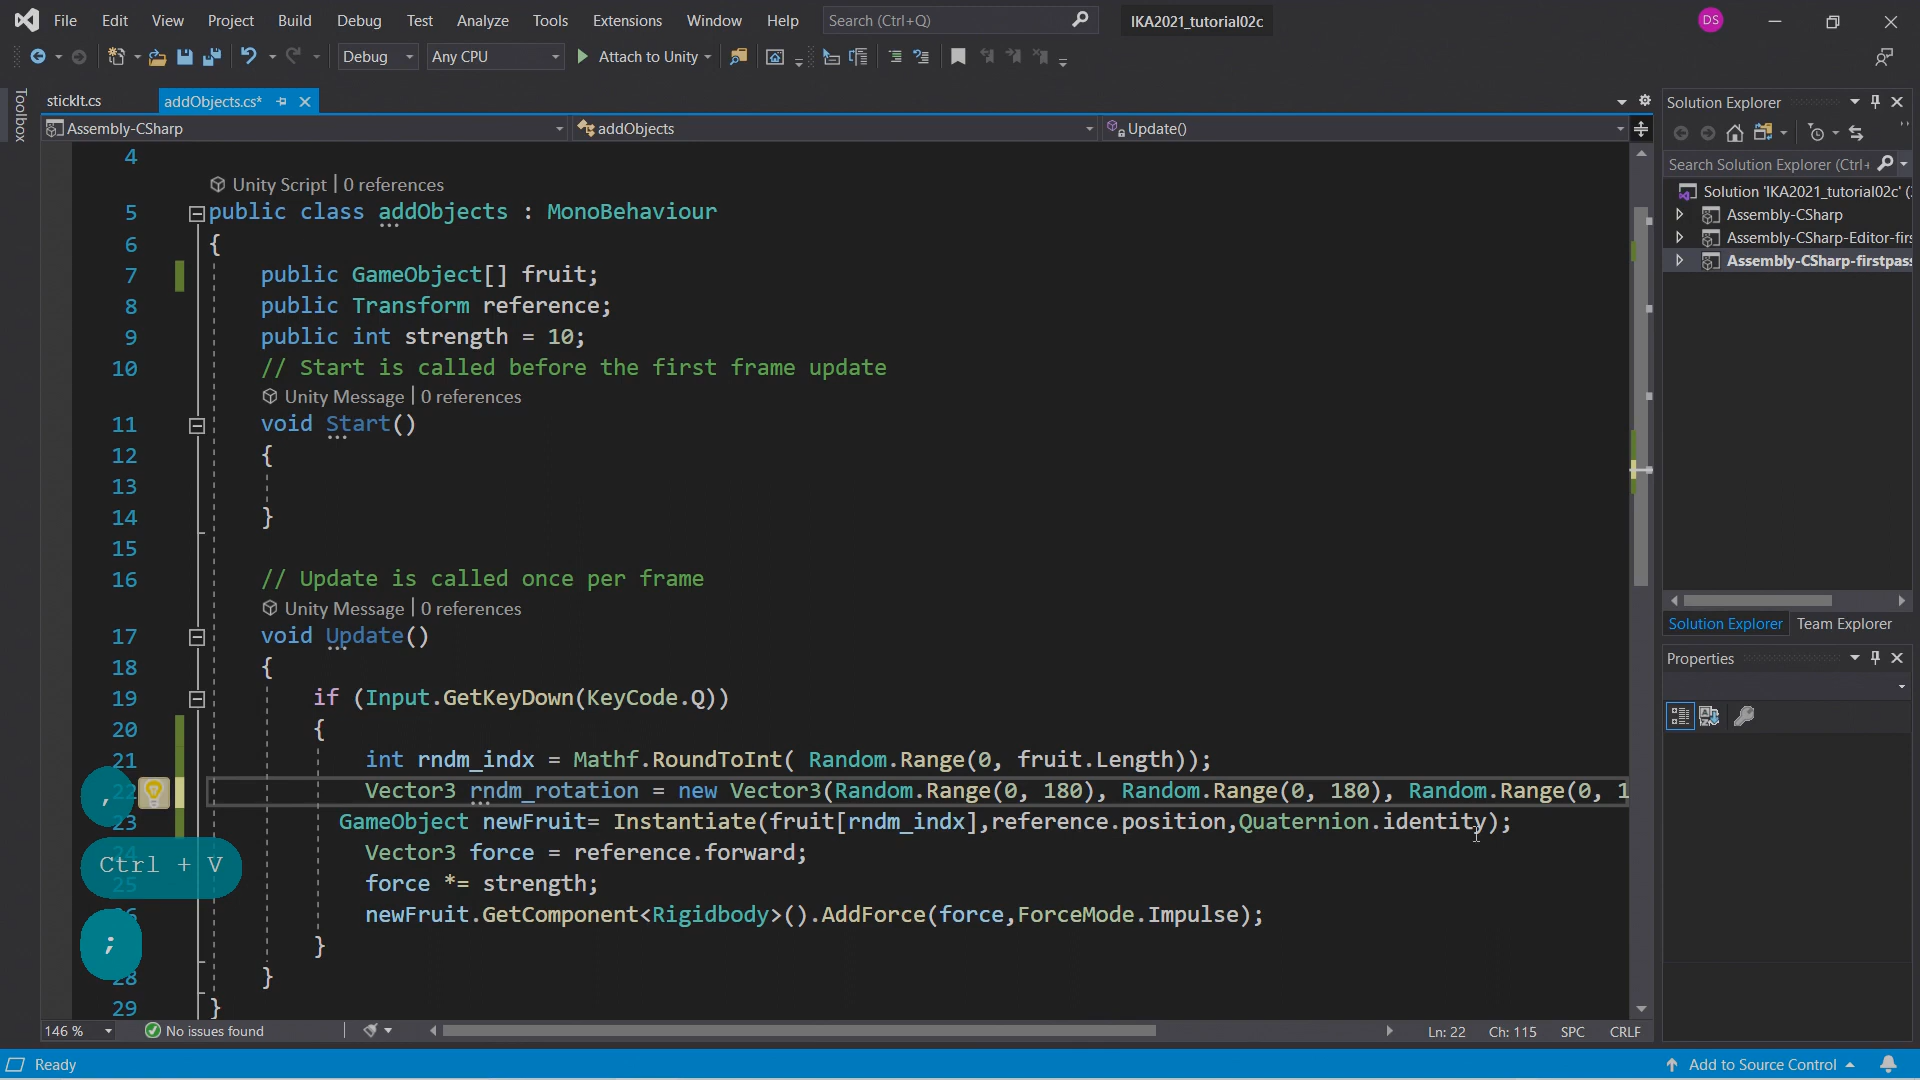 File Edit View Project Build Debug Test Analyze Tools Extensions Window Help Search (Ctrl+Q) IKA2021_tutorial02c DS
Debug Any CPU Attach to Unity
Toolbox
stickIt.cs addObjects.cs*
Assembly-CSharp addObjects Update()
4
Unity Script | 0 references
5 public class addObjects : MonoBehaviour
6 {
7 public GameObject[] fruit;
8 public Transform reference;
9 public int strength = 10;
10 // Start is called before the first frame update
Unity Message | 0 references
11 void Start()
12 {
13
14 }
15
16 // Update is called once per frame
Unity Message | 0 references
17 void Update()
18 {
19 if (Input.GetKeyDown(KeyCode.Q))
20 {
21 int rndm_indx = Mathf.RoundToInt( Random.Range(0, fruit.Length));
22 Vector3 rndm_rotation = new Vector3(Random.Range(0, 180), Random.Range(0, 180), Random.Range(0, 1
23 GameObject newFruit= Instantiate(fruit[rndm_indx],reference.position,Quaternion.identity);
24 Vector3 force = reference.forward;
25 force *= strength;
26 newFruit.GetComponent<Rigidbody>().AddForce(force,ForceMode.Impulse);
}
28 }
29 }
,
Ctrl + V
;
146 % No issues found Ln: 22 Ch: 115 SPC CRLF
Ready Add to Source Control
Solution Explorer
Search Solution Explorer (Ctrl+
Solution 'IKA2021_tutorial02c' (
Assembly-CSharp
Assembly-CSharp-Editor-firs
Assembly-CSharp-firstpass
Solution Explorer Team Explorer
Properties